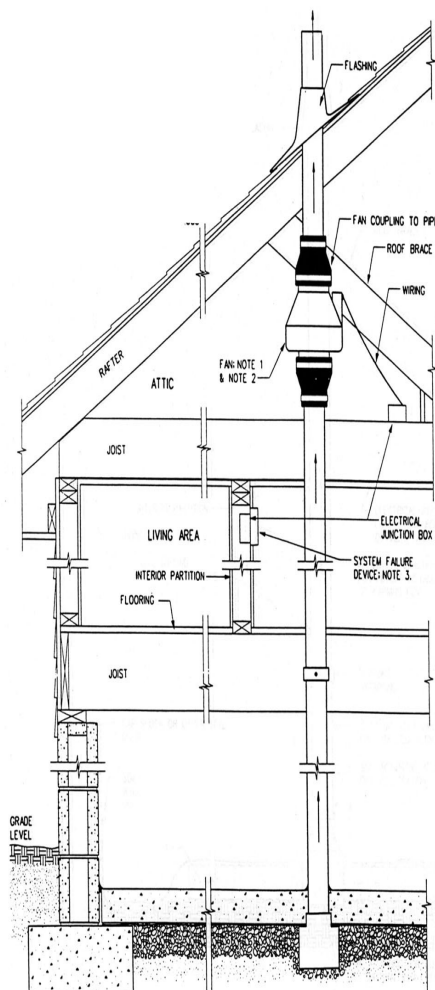 FLASHING
FAN COUPLING TO PIPE
ROOF BRACE
WIRING
RAFTER
FAN: NOTE 1
& NOTE 2
ATTIC
JOIST
LIVING AREA
ELECTRICAL
JUNCTION BOX
SYSTEM FAILURE
DEVICE: NOTE 3.
INTERIOR PARTITION
FLOORING
JOIST
GRADE
LEVEL